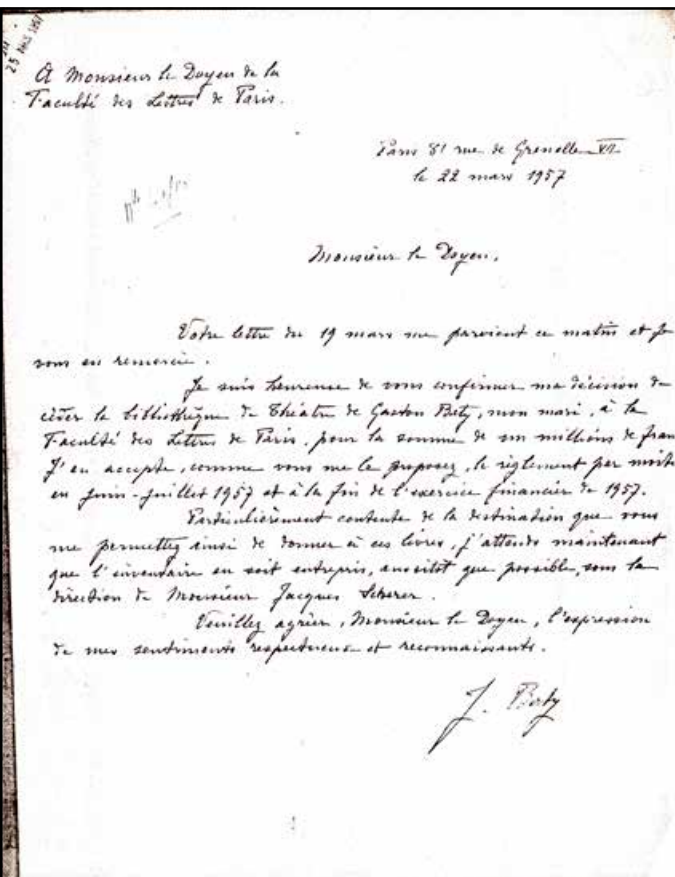 25 MARS 1957
A Monsieur le Doyen de la
Faculté des Lettres de Paris.
Paris 81 rue de Grenelle VII
le 22 mars 1957
Monsieur le Doyen,
Votre lettre du 19 mars me parvient ce matin et je
vous en remercie.
Je suis heureuse de vous confirmer ma décision de
céder la bibliothèque de Théâtre de Gaston Baty, mon mari, à la
Faculté des Lettres de Paris, pour la somme de millions de fran
J'en accepte, comme vous me le proposez, le règlement par moiti
en juin-juillet 1957 et à la fin de l'exercice financier de 1957.
Particulièrement contente de la destination que vous
me permettez ainsi de donner à ces livres, j'attends maintenant
que l'inventaire en soit entrepris, aussitôt que possible, sous la
direction de Monsieur Jacques Scherer.
Veuillez agréer, Monsieur le Doyen, l'expression
de mes sentiments respectueux et reconnaissants.
J. Baty